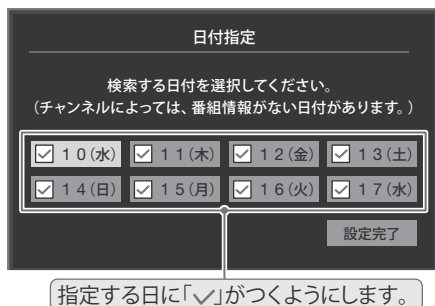 日付指定
検索する日付を選択してください。
（チャンネルによっては、番組情報がない日付があります。）
✓ 10(水) ✓ 11(木) ✓ 12(金) ✓ 13(土)
✓ 14(日) ✓ 15(月) ✓ 16(火) ✓ 17(水)
設定完了
指定する日に「✓」がつくようにします。